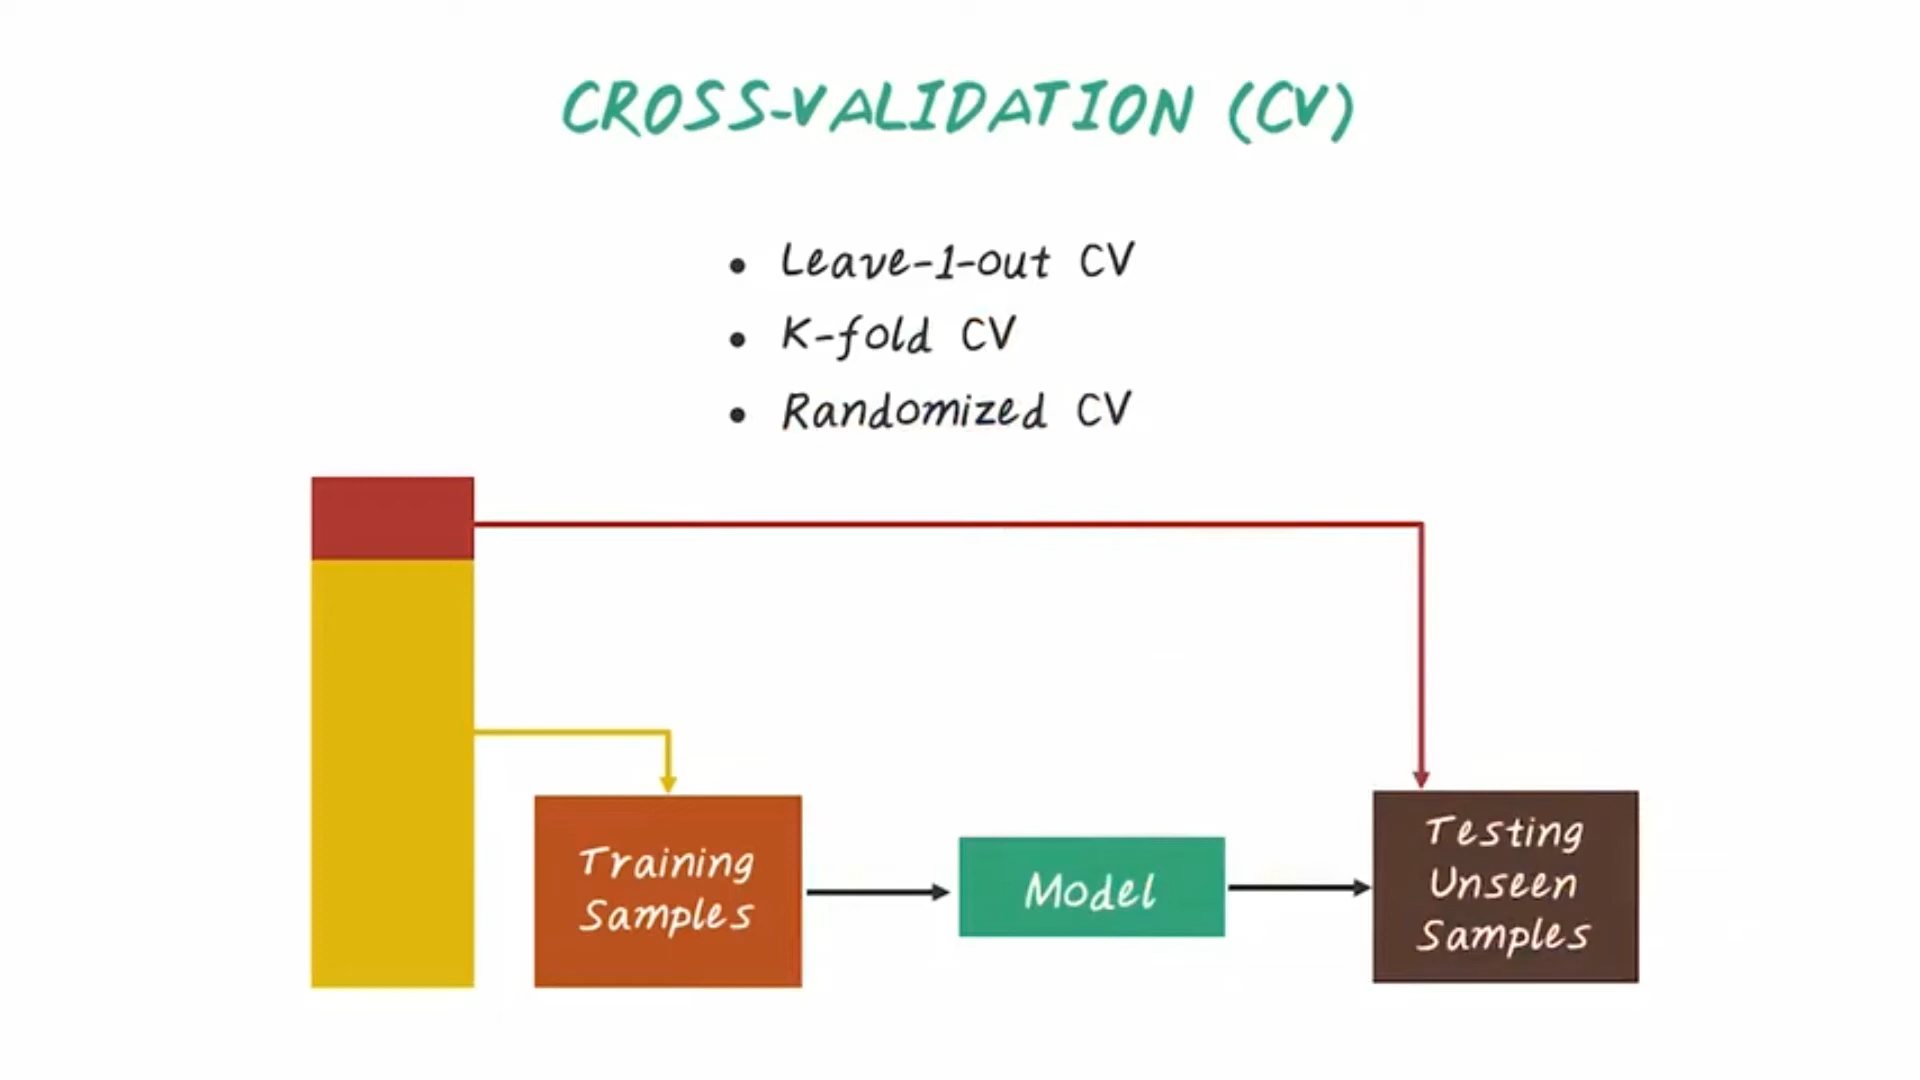 CROSS-VALIDATION (CV)
• Leave-1-out CV
• K-fold CV
• Randomized CV
Training
Samples
Model
Testing
Unseen
Samples